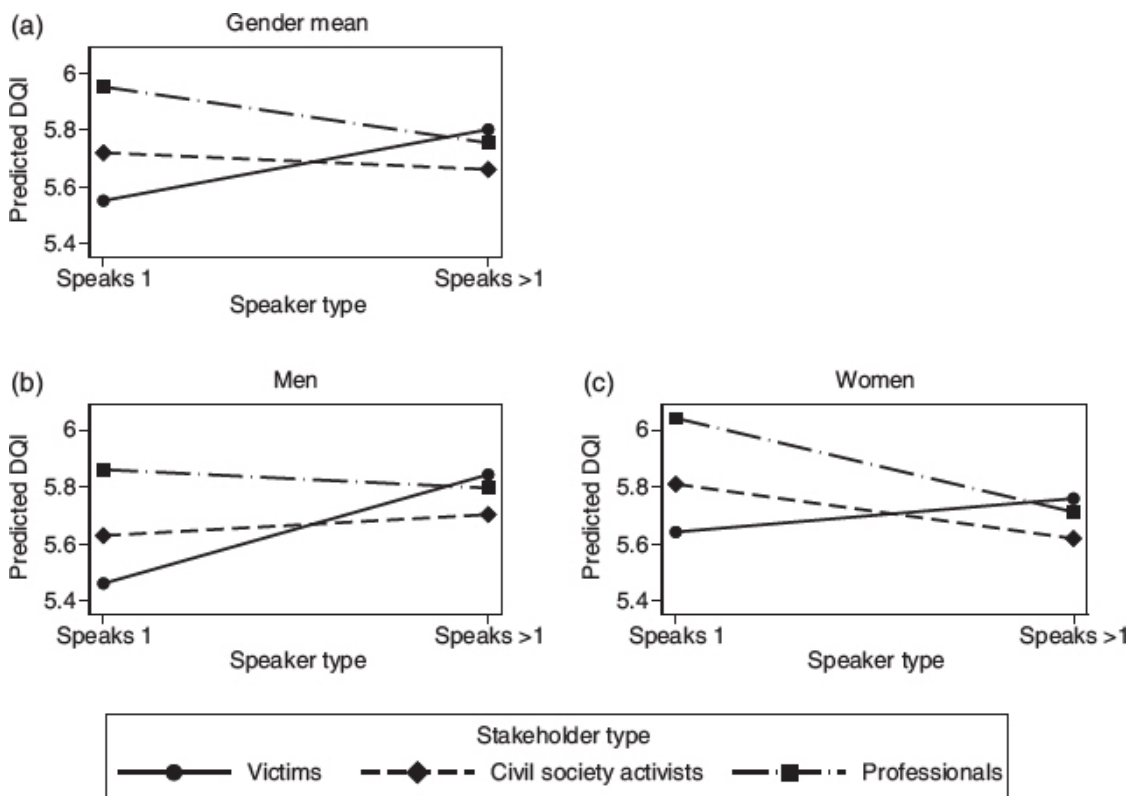 (a)
Gender mean
Predicted DQI
6
5.8
5.6
5.4
Speaks 1
Speaks >1
Speaker type
(b)
Men
Predicted DQI
6
5.8
5.6
5.4
Speaks 1
Speaks >1
Speaker type
(c)
Women
Predicted DQI
6
5.8
5.6
5.4
Speaks 1
Speaks >1
Speaker type
Stakeholder type
Victims
Civil society activists
Professionals